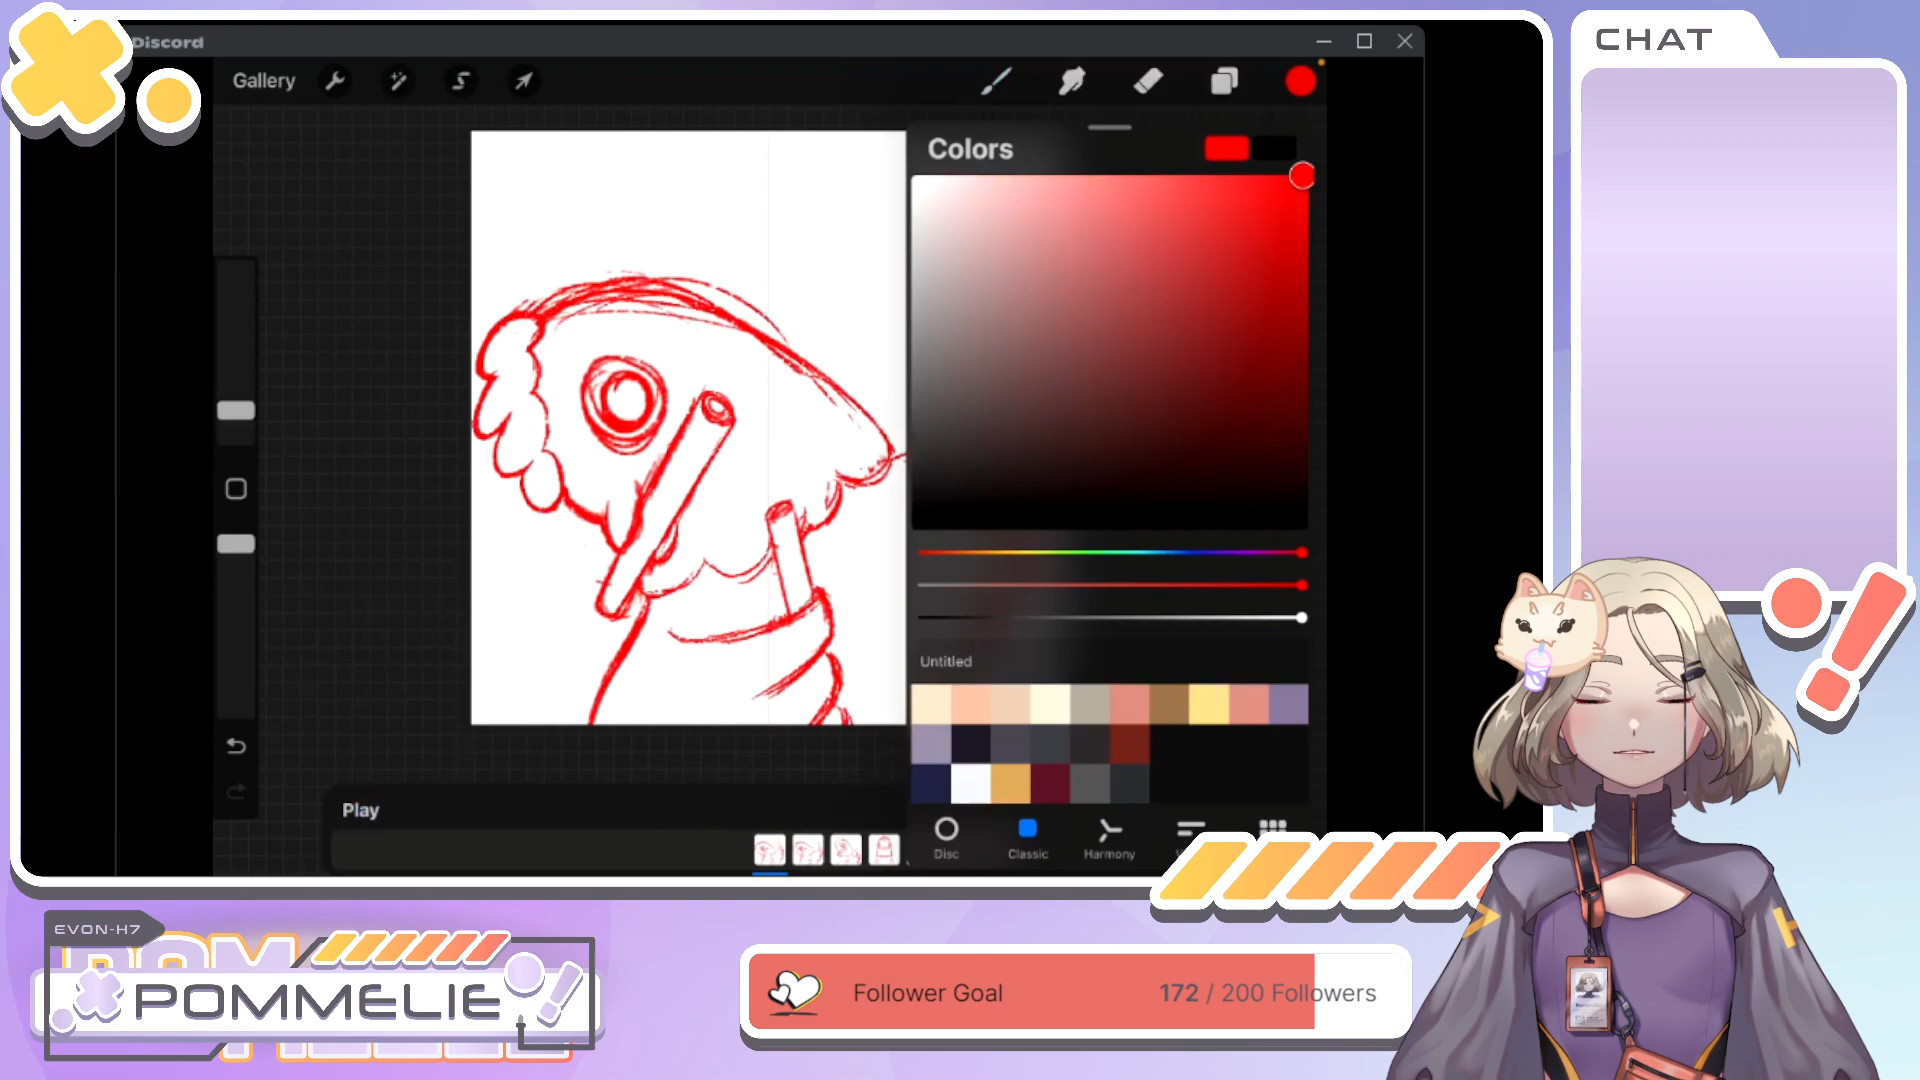 Discord
CHAT
Gallery
Colors
Untitled
Play
Disc
Classic
Harmony
EVON-H7
POMMELIE
Follower Goal
172 / 200 Followers